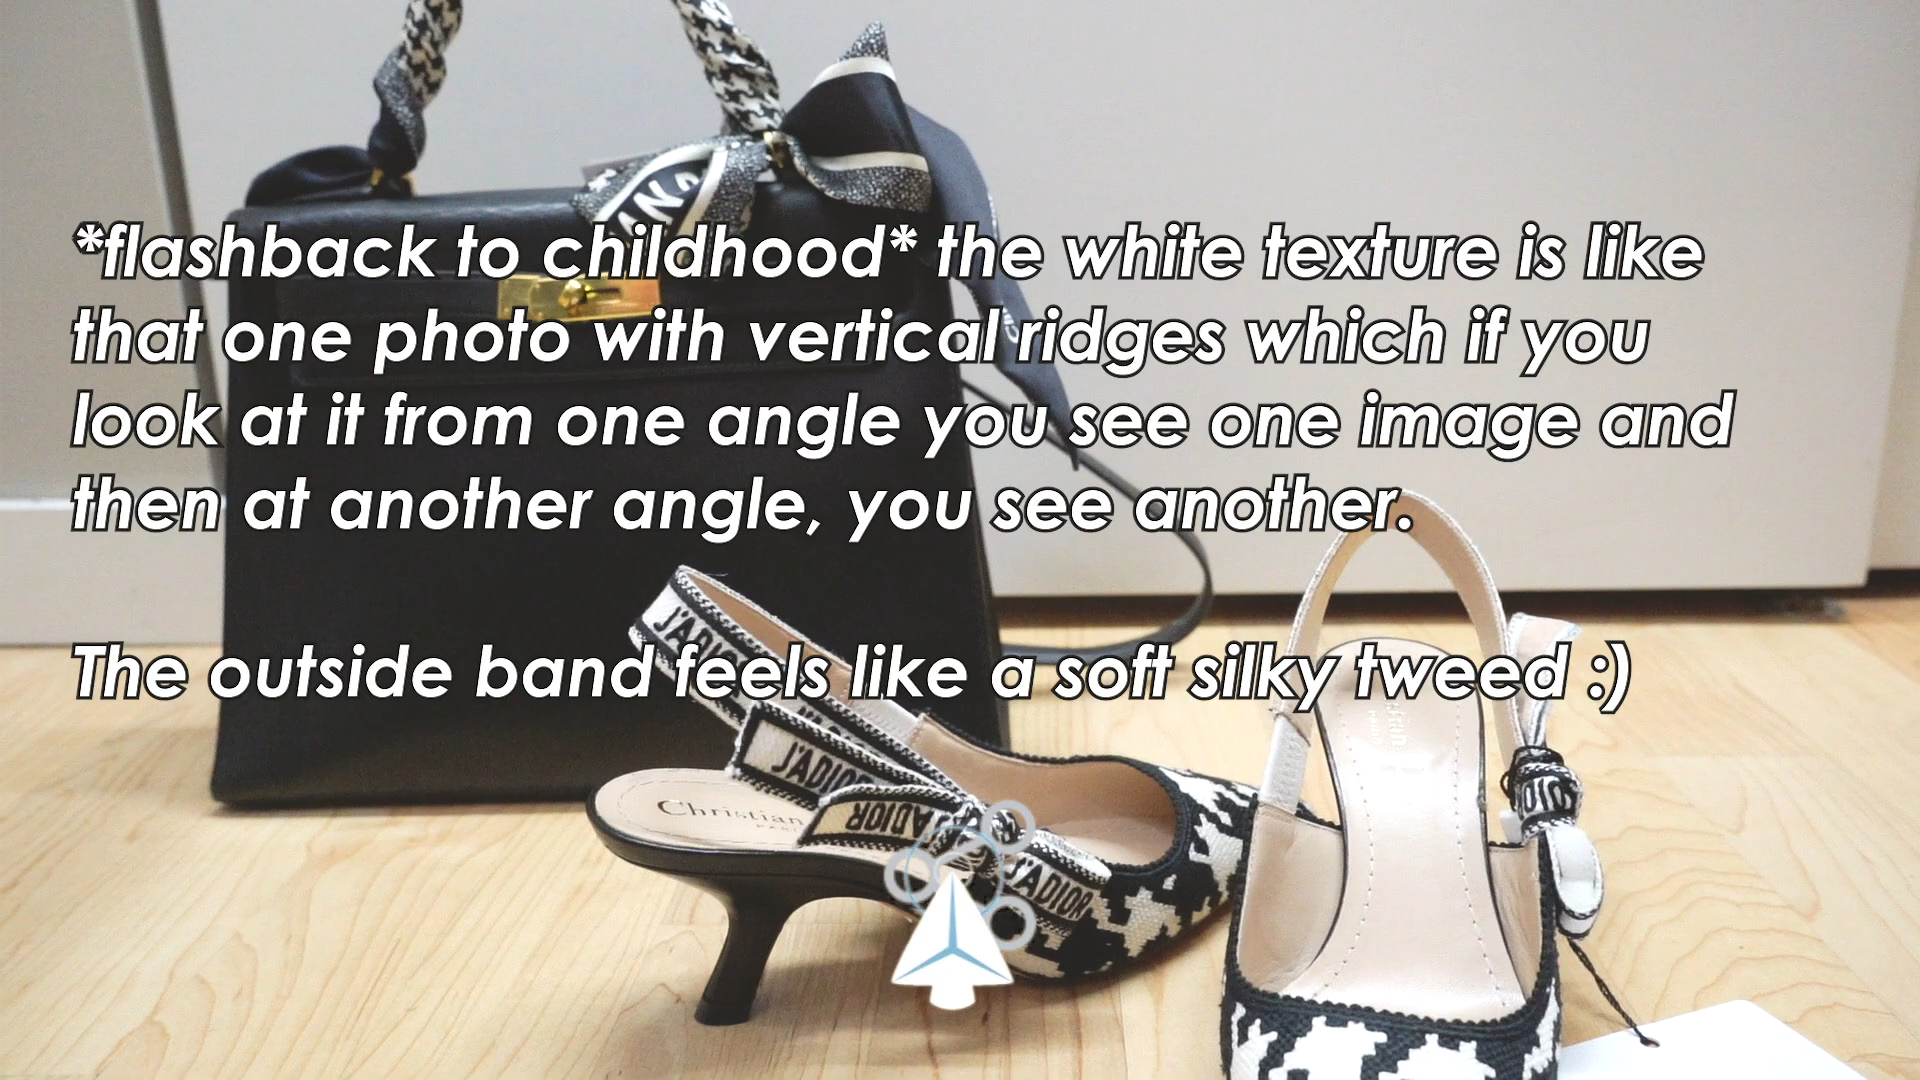 *flashback to childhood* the white texture is like
that one photo with vertical ridges which if you
look at it from one angle you see one image and
then at another angle, you see another.
The outside band feels like a soft silky tweed :)
J'ADIOR
J'ADIOR
J'ADIOR
J'ADIOR
Christian